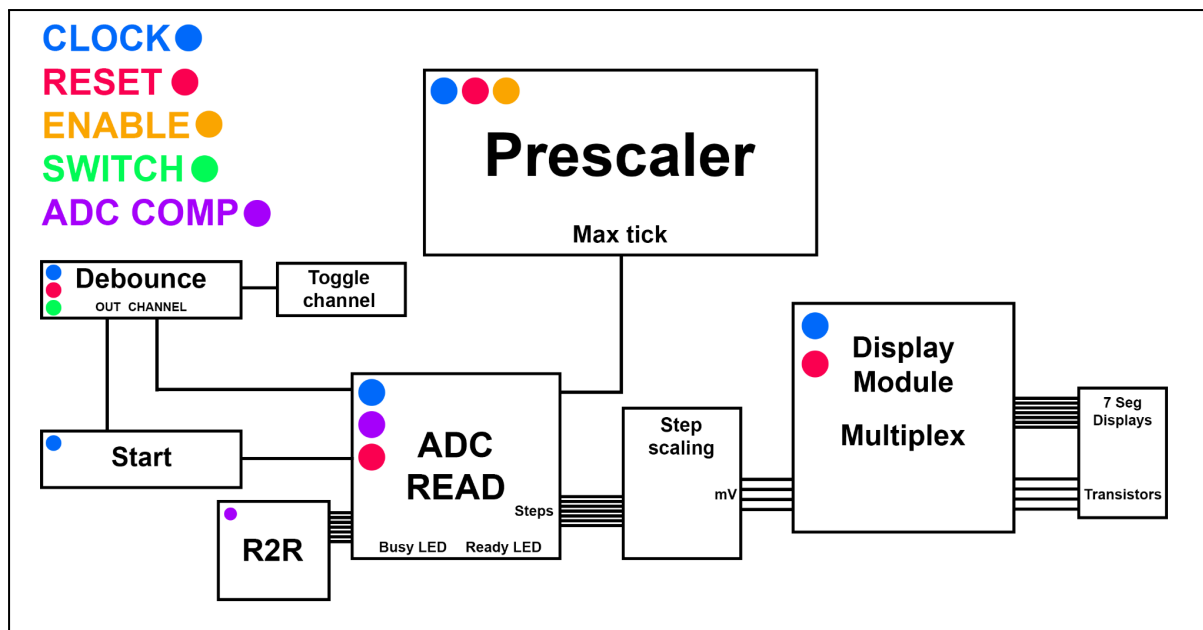 CLOCK
RESET
ENABLE
SWITCH
ADC COMP
Prescaler
Max tick
Debounce
OUT CHANNEL
Toggle
channel
Start
R2R
ADC
READ
Steps
Busy LED Ready LED
Step
scaling
mV
Display
Module
Multiplex
7 Seg
Displays
Transistors